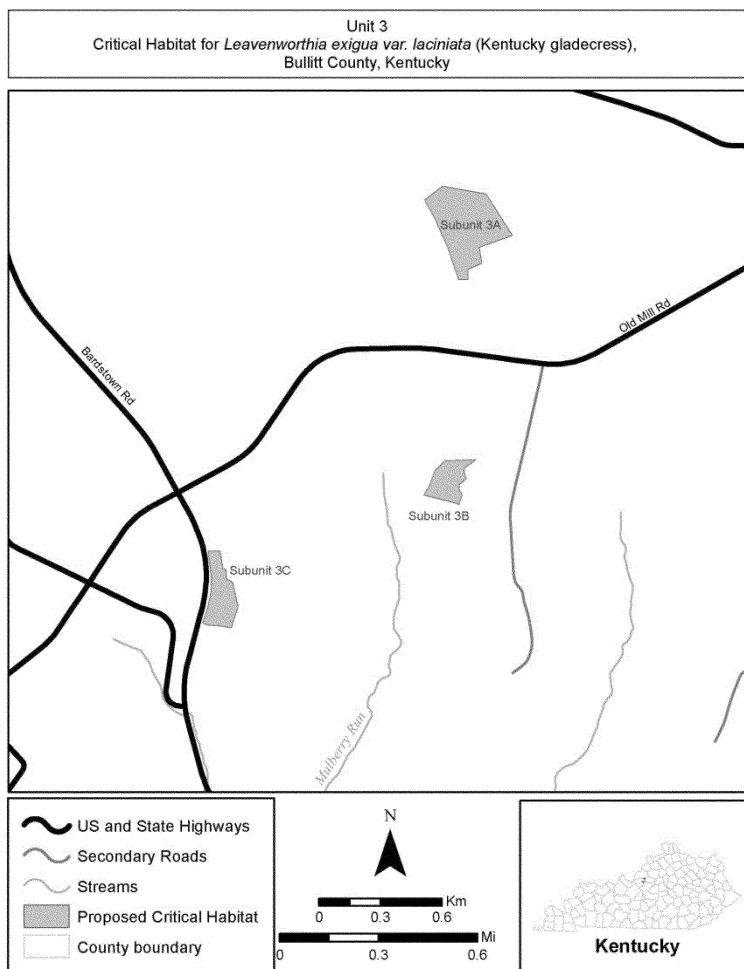 Unit 3
Critical Habitat for Leavenworthia exigua var. laciniata (Kentucky gladecress),
Bullitt County, Kentucky
Subunit 3A
Old Mill Rd
Bardstown Rd
Subunit 3B
Subunit 3C
Mulberry Run
US and State Highways
Secondary Roads
Streams
Proposed Critical Habitat
County boundary
N
Km
0 0.3 0.6
Mi
0 0.3 0.6
Kentucky